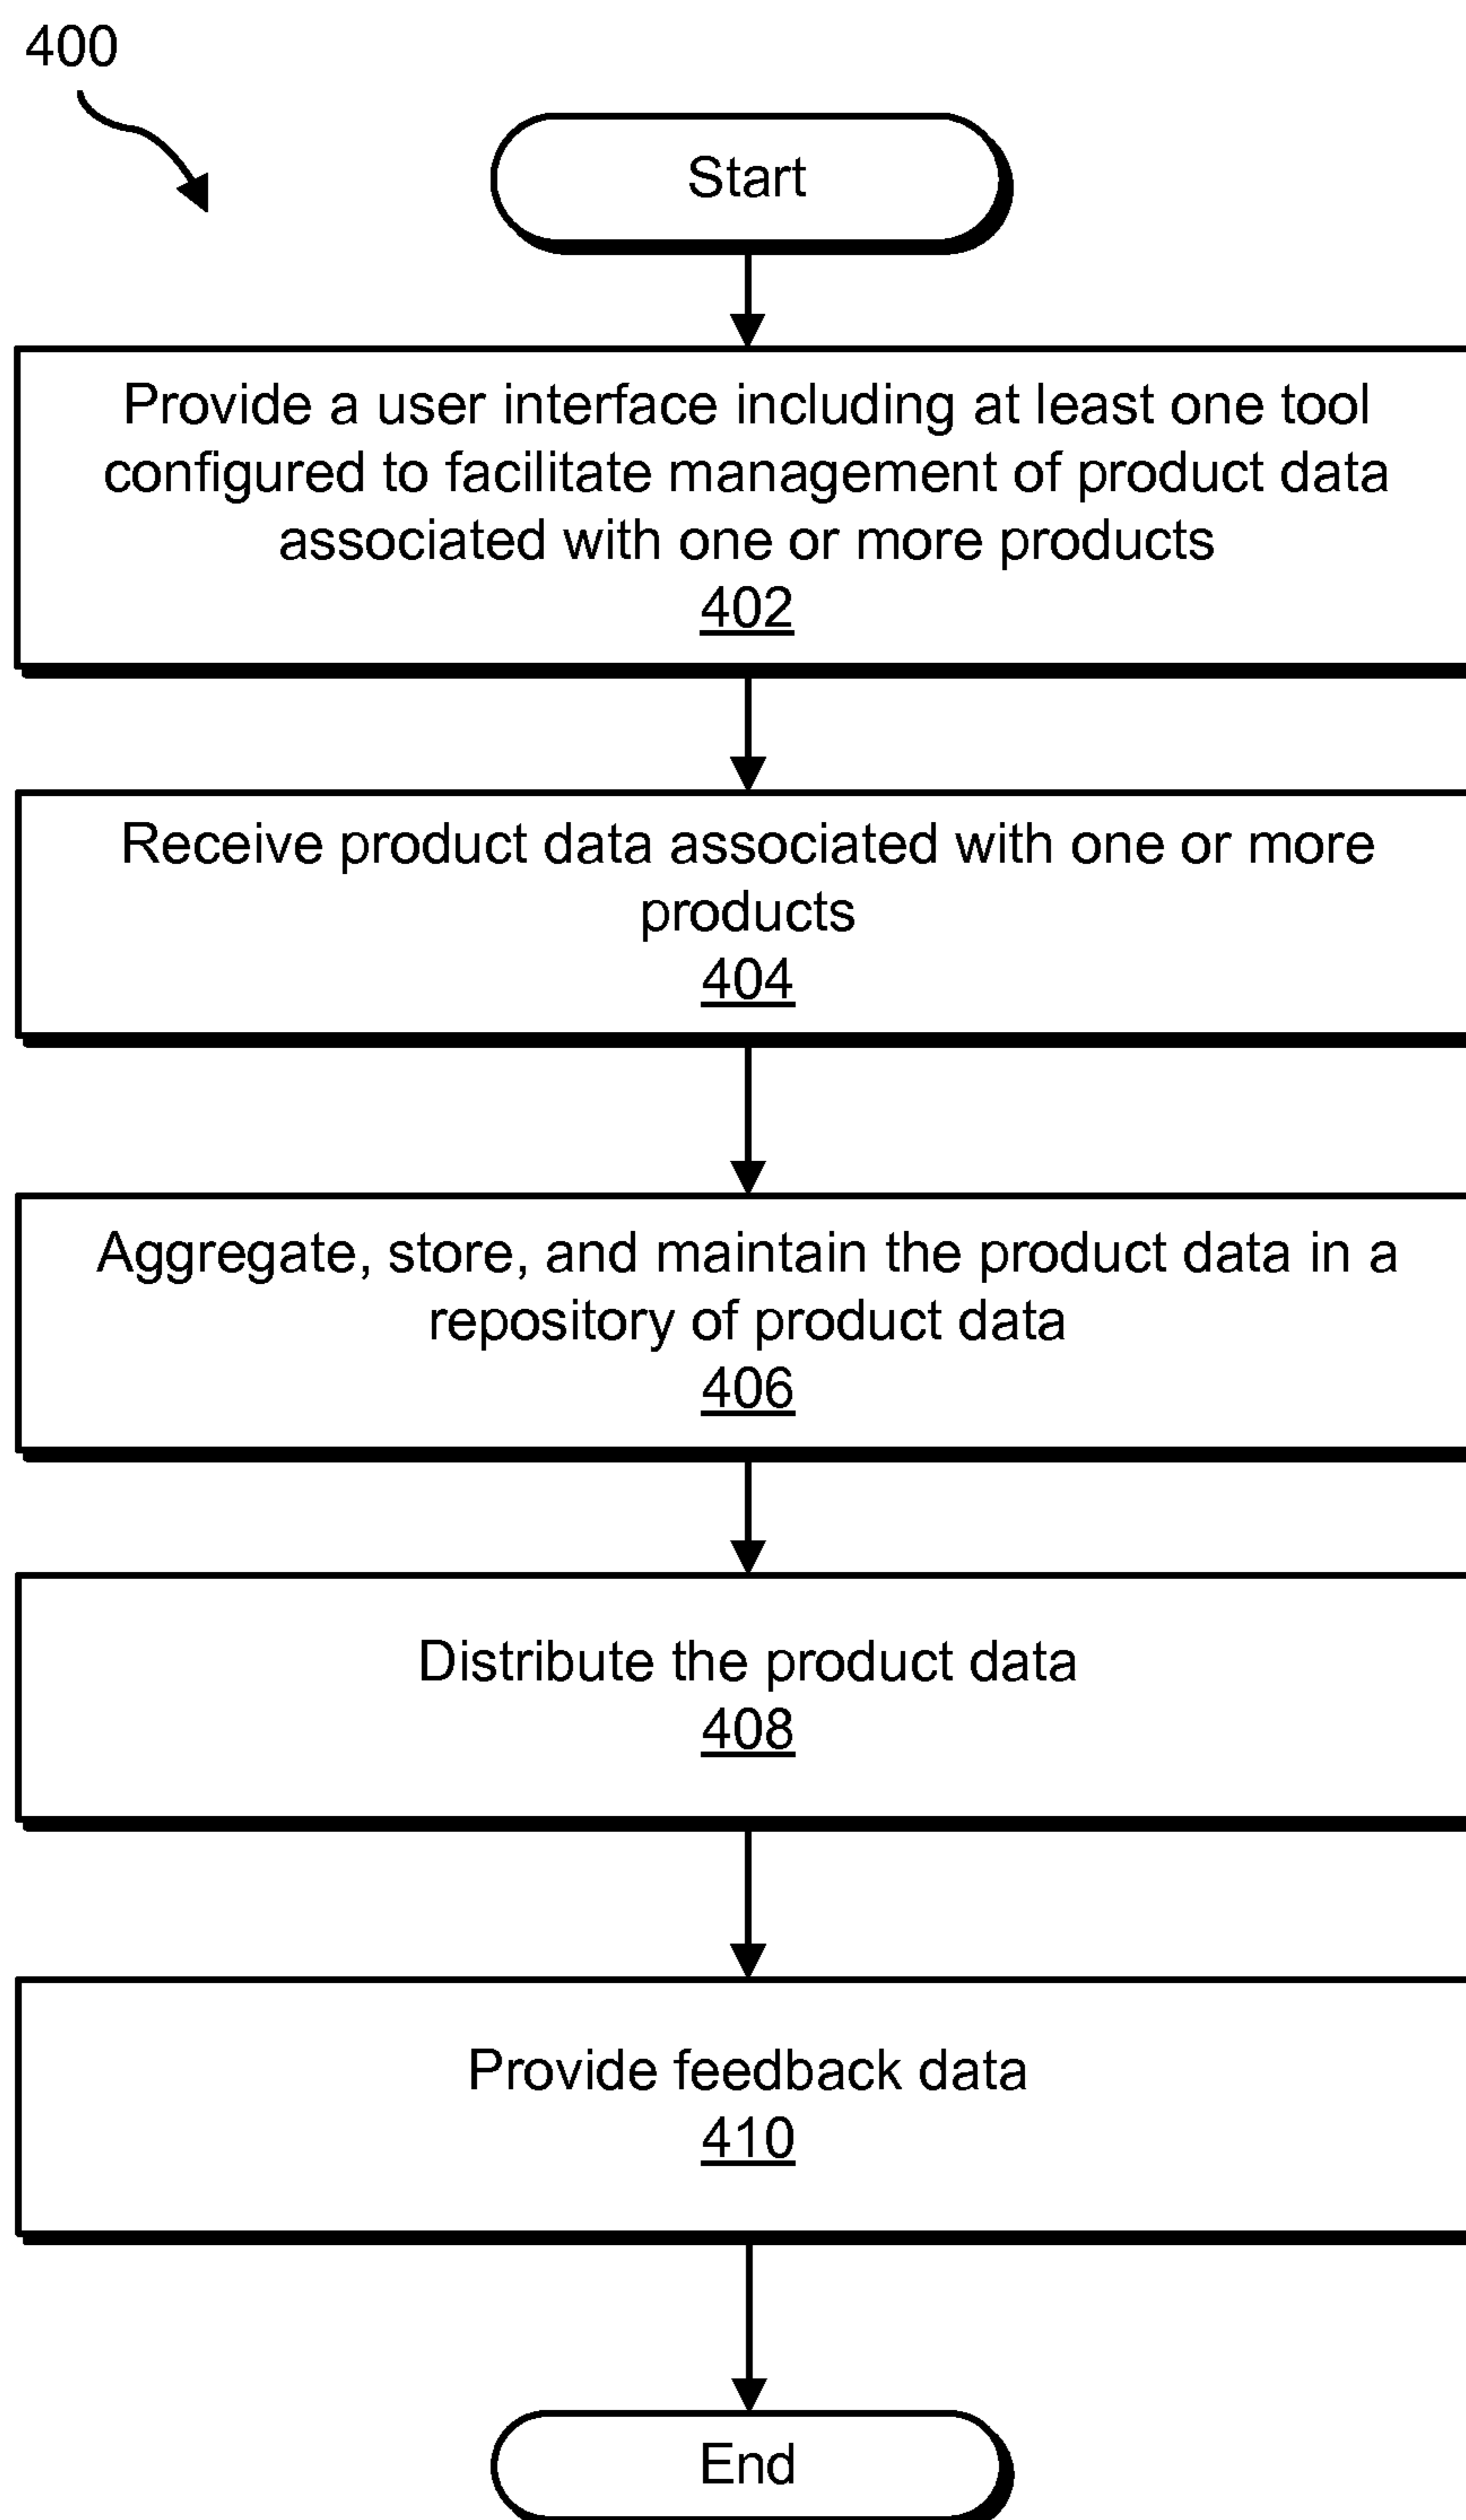 400
Start
Provide a user interface including at least one tool
configured to facilitate management of product data
associated with one or more products
402
Receive product data associated with one or more
products
404
Aggregate, store, and maintain the product data in a
repository of product data
406
Distribute the product data
408
Provide feedback data
410
End